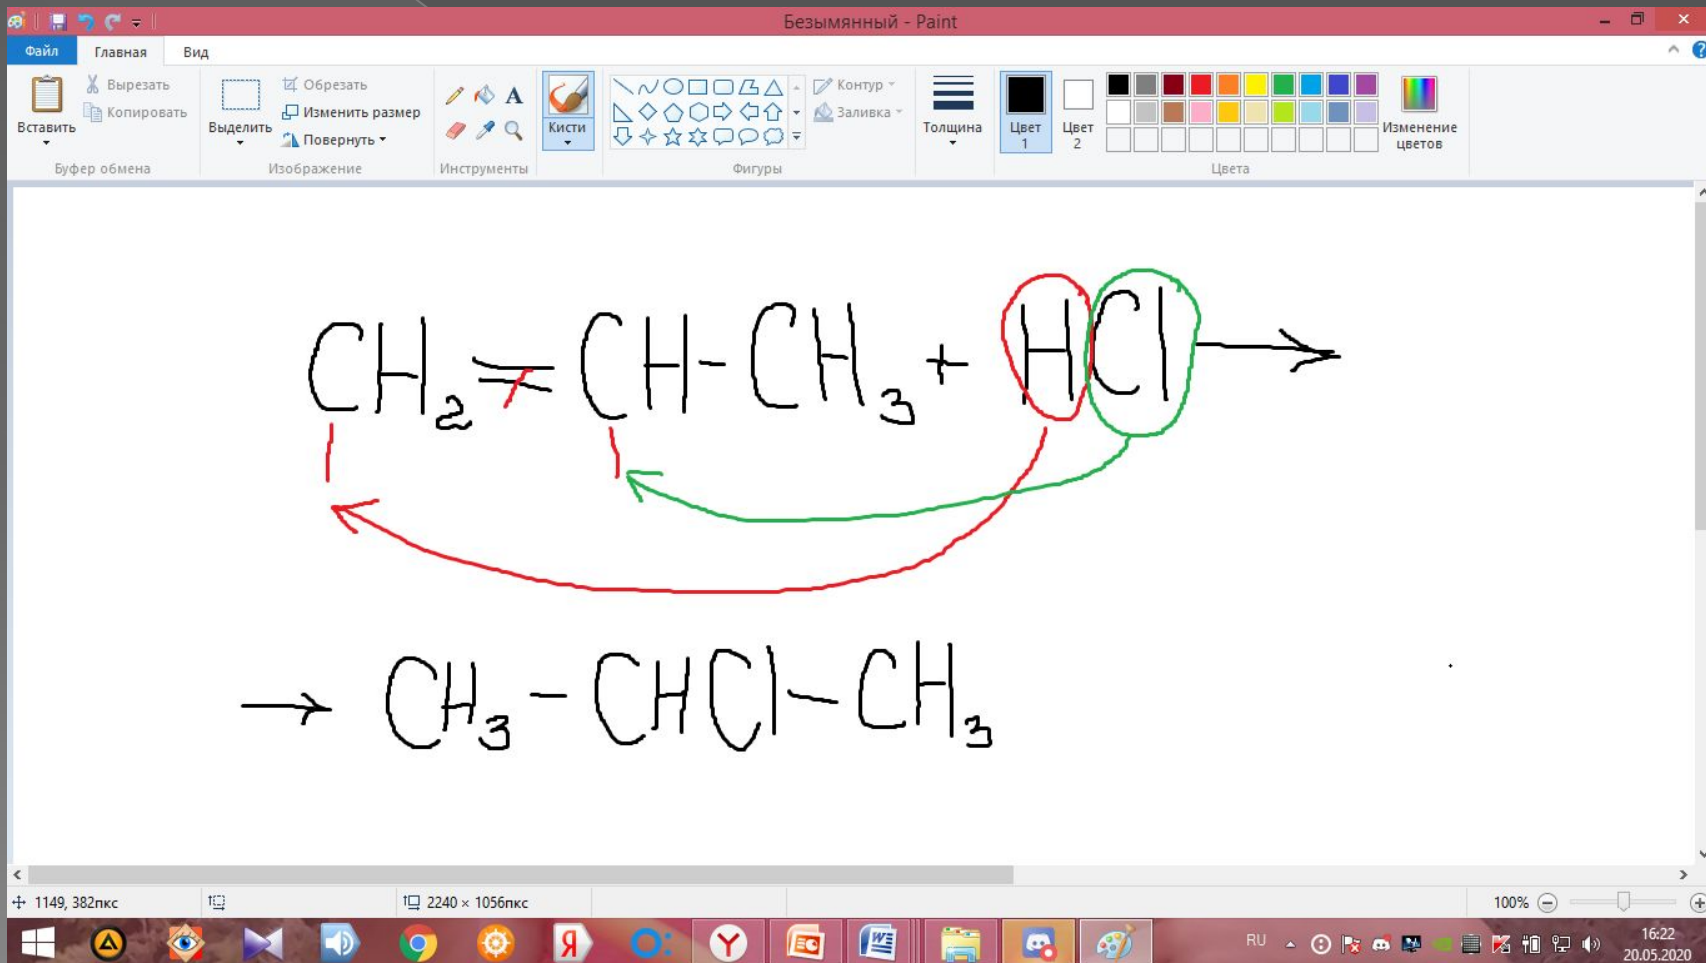 Безымянный - Paint
Файл Главная Вид
Вставить
Вырезать
Копировать
Буфер обмена
Выделить
Обрезать
Изменить размер
Повернуть
Изображение
A
Инструменты
Кисти
Контур
Заливка
Фигуры
Толщина
Цвет 1
Цвет 2
Изменение цветов
Цвета
CH₂=CH-CH₃ + HCl →
→ CH₃-CHCl-CH₃
1149, 382пкс 2240 × 1056пкс 100%
RU 16:22
20.05.2020